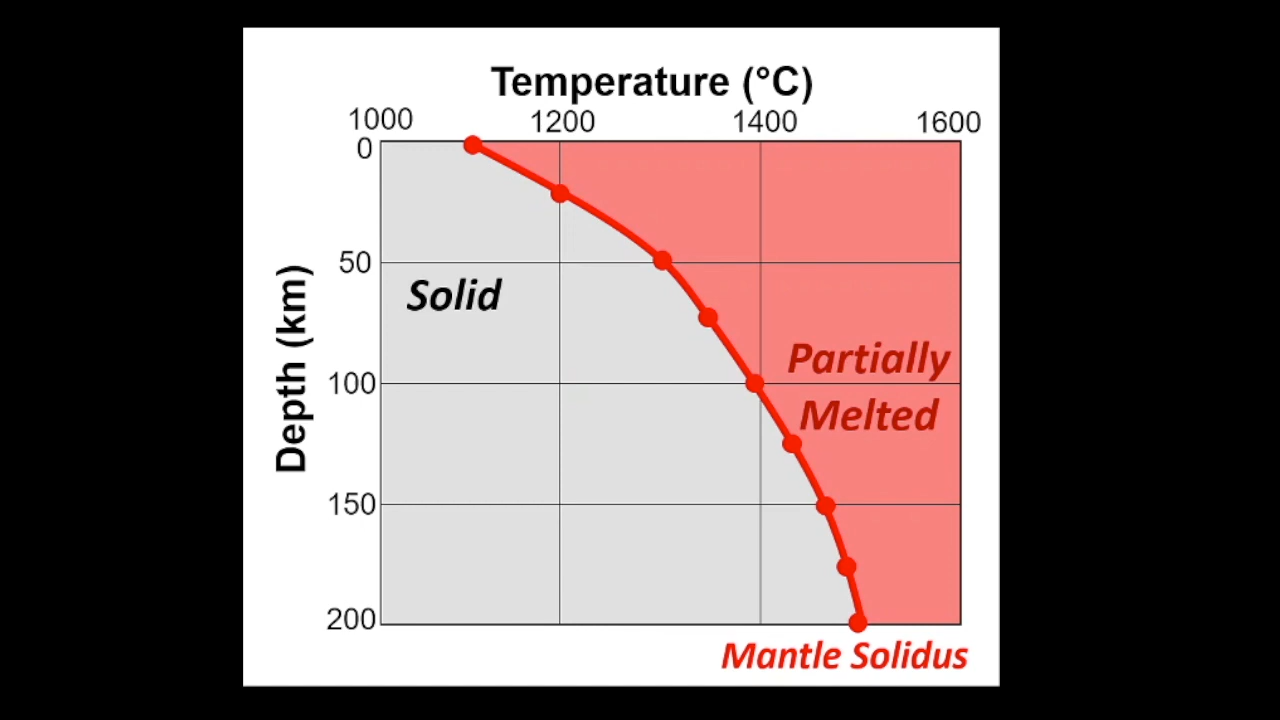 Temperature (°C)
1000 1200 1400 1600
0
50
Solid
Depth (km)
Partially
100
Melted
150
200
Mantle Solidus